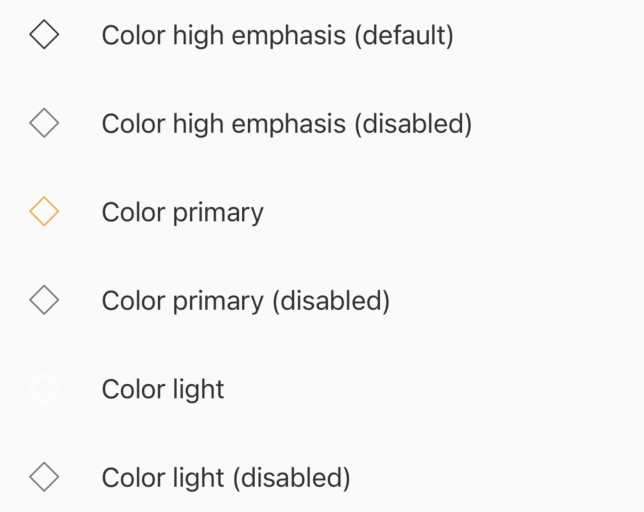 Color high emphasis (default)
Color high emphasis (disabled)
Color primary
Color primary (disabled)
Color light
Color light (disabled)